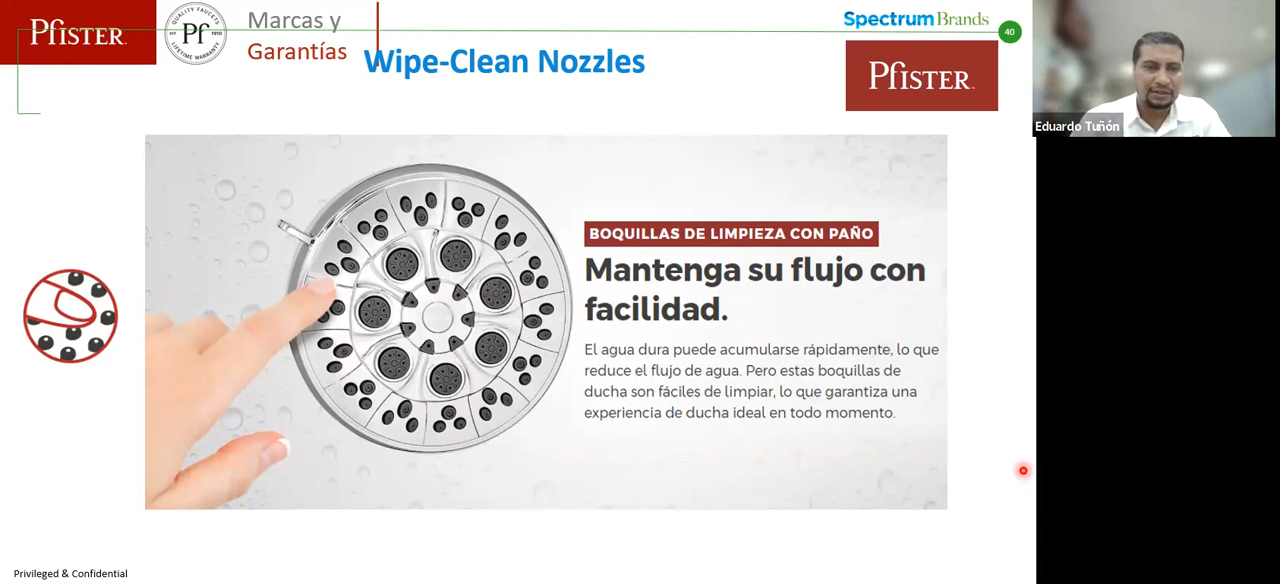 PFISTER
QUALITY FAUCETS
EST. Pf 1910
LIFETIME WARRANTY
Marcas y
Garantías
Wipe-Clean Nozzles
Spectrum Brands
40
PFISTER
Eduardo Tuñón
BOQUILLAS DE LIMPIEZA CON PAÑO
Mantenga su flujo con
facilidad.
El agua dura puede acumularse rápidamente, lo que
reduce el flujo de agua. Pero estas boquillas de
ducha son fáciles de limpiar, lo que garantiza una
experiencia de ducha ideal en todo momento.
Privileged & Confidential